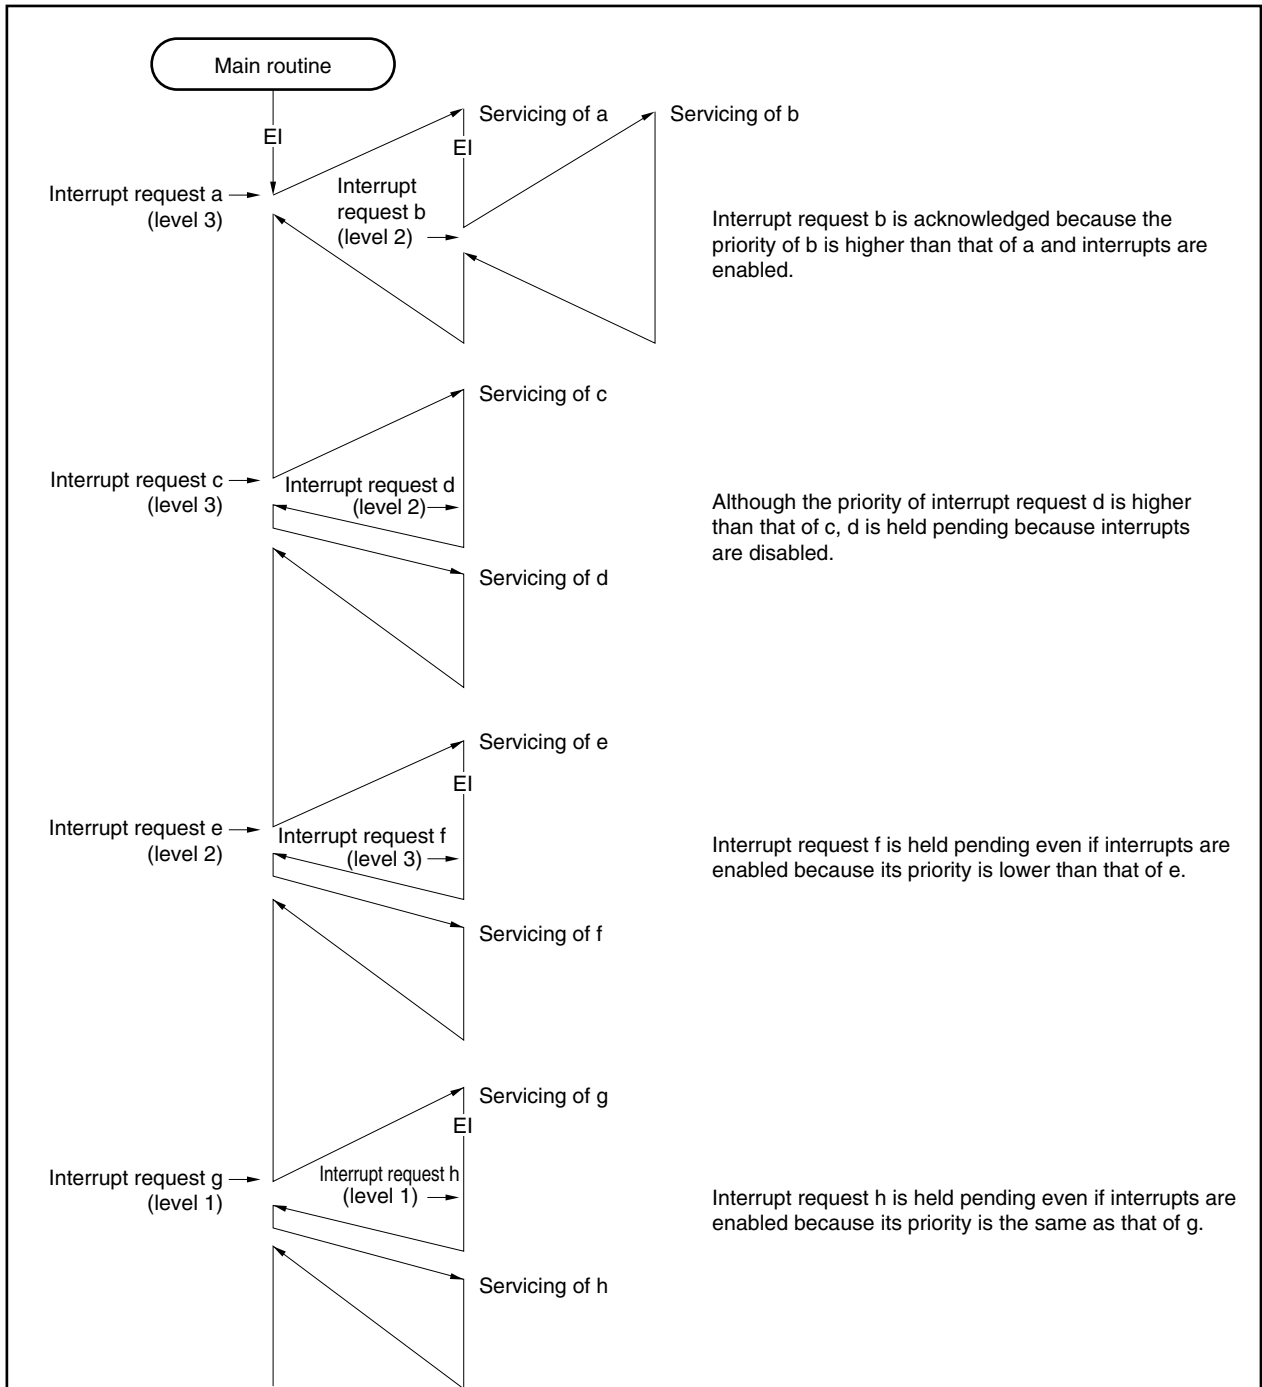 Main routine
EI
Servicing of a
Servicing of b
EI
Interrupt request a
(level 3)
Interrupt
request b
(level 2)
Interrupt request b is acknowledged because the
priority of b is higher than that of a and interrupts are
enabled.
Servicing of c
Interrupt request c
(level 3)
Interrupt request d
(level 2)
Although the priority of interrupt request d is higher
than that of c, d is held pending because interrupts
are disabled.
Servicing of d
Servicing of e
EI
Interrupt request e
(level 2)
Interrupt request f
(level 3)
Interrupt request f is held pending even if interrupts are
enabled because its priority is lower than that of e.
Servicing of f
Servicing of g
EI
Interrupt request g
(level 1)
Interrupt request h
(level 1)
Interrupt request h is held pending even if interrupts are
enabled because its priority is the same as that of g.
Servicing of h